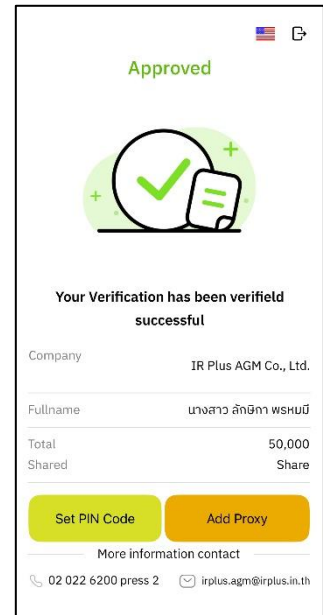 Approved
Your Verification has been verifield
successful
Company
IR Plus AGM Co., Ltd.
Fullname นางสาว ลักษิกา พรหมมี
Total 50,000
Shared Share
Set PIN Code Add Proxy
More information contact
02 022 6200 press 2 irplus.agm@irplus.in.th